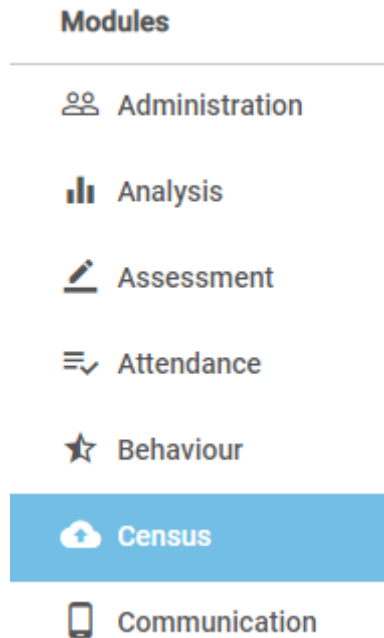 Modules
Administration
Analysis
Assessment
Attendance
Behaviour
Census
Communication